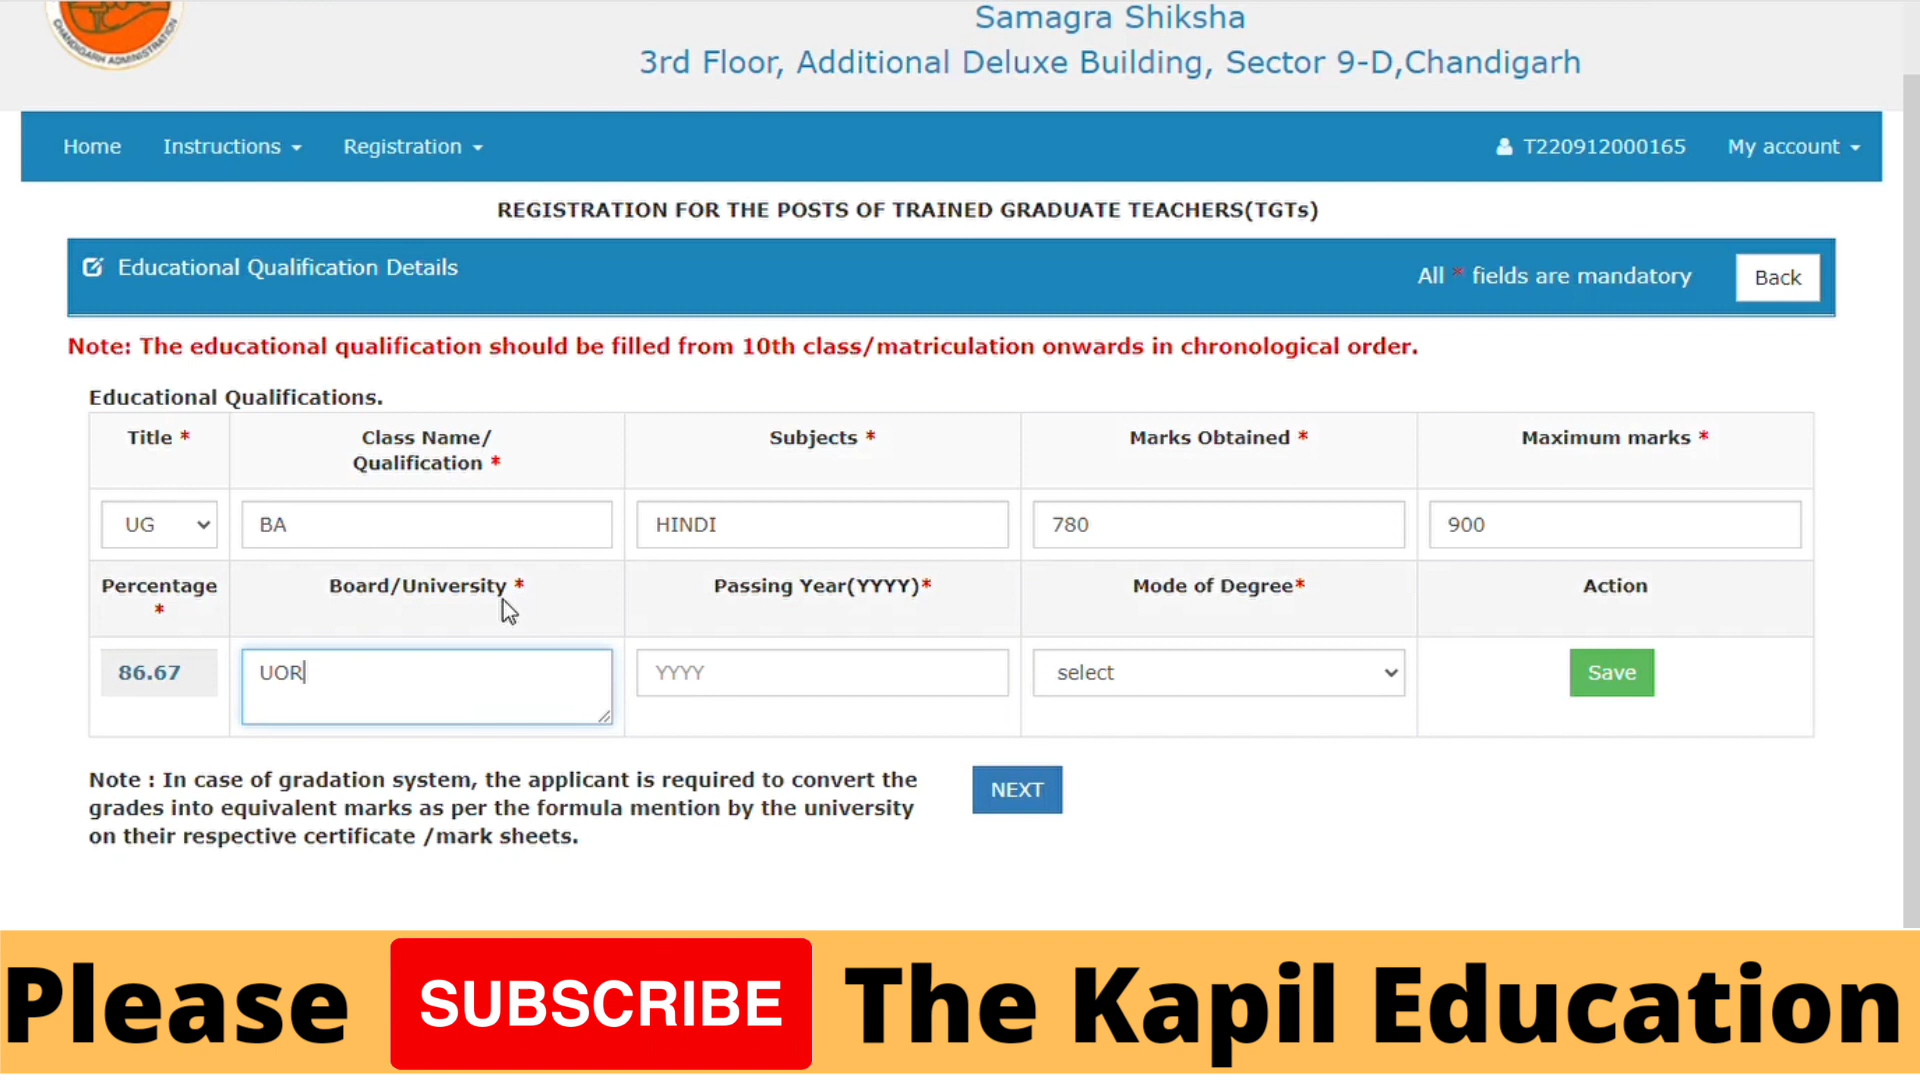 CHANDIGARH ADMINISTRATION
Samagra Shiksha
3rd Floor, Additional Deluxe Building, Sector 9-D,Chandigarh
Home Instructions Registration T220912000165 My account
REGISTRATION FOR THE POSTS OF TRAINED GRADUATE TEACHERS(TGTs)
Educational Qualification Details All * fields are mandatory Back
Note: The educational qualification should be filled from 10th class/matriculation onwards in chronological order.
Educational Qualifications.
Title * Class Name/ Subjects * Marks Obtained * Maximum marks *
Qualification *
UG BA HINDI 780 900
Percentage Board/University * Passing Year(YYYY)* Mode of Degree* Action
*
86.67 UOR YYYY select Save
Note : In case of gradation system, the applicant is required to convert the
grades into equivalent marks as per the formula mention by the university
on their respective certificate /mark sheets.
NEXT
Please SUBSCRIBE The Kapil Education